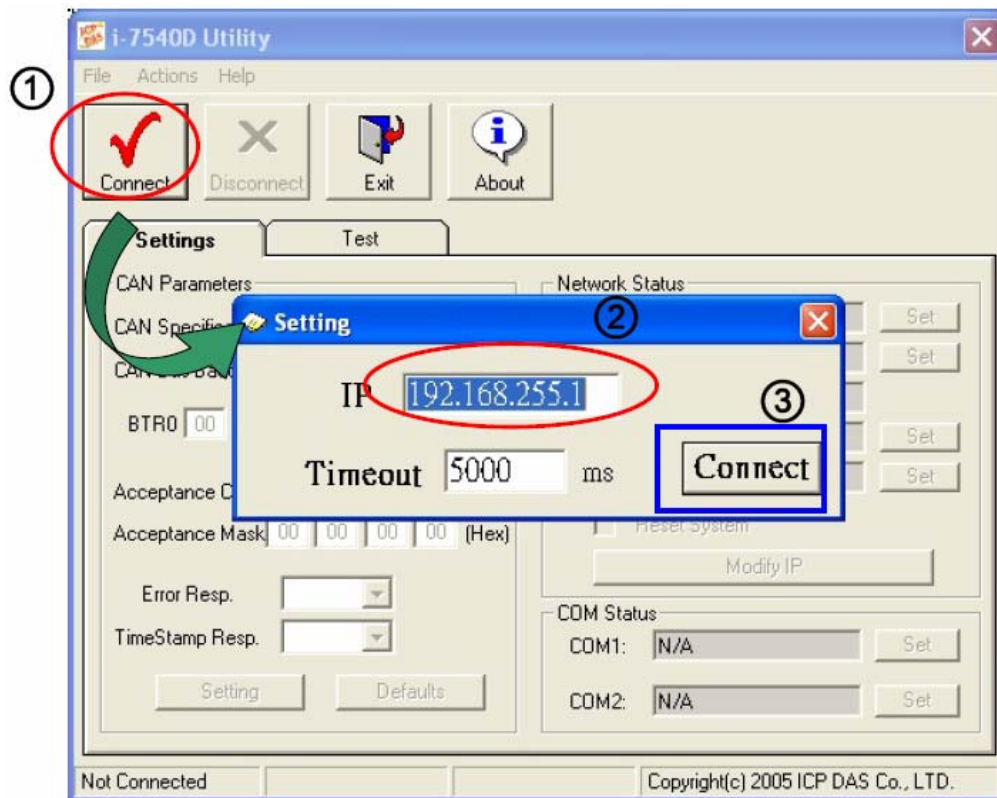 i-7540D Utility
File Actions Help
①
Connect Disconnect Exit About
Settings Test
CAN Parameters
Network Status
②
Setting
Set
Set
IP 192.168.255.1
③
BTR0 00
Set
Timeout 5000 ms Connect
Set
Acceptance
Acceptance Mask 00 00 00 00 (Hex)
Reset System
Modify IP
Error Resp.
COM Status
TimeStamp Resp.
COM1: N/A Set
Setting Defaults
COM2: N/A Set
Not Connected Copyright(c) 2005 ICP DAS Co., LTD.